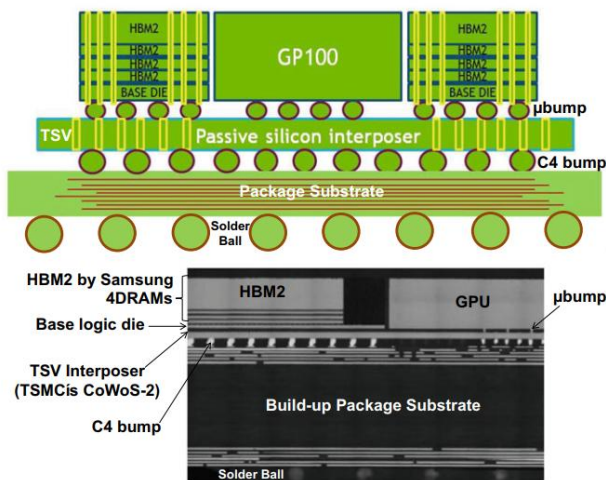 HBM2
HBM2
HBM2
HBM2
BASE DIE
GP100
HBM2
HBM2
HBM2
HBM2
BASE DIE
µbump
TSV
Passive silicon interposer
C4 bump
Package Substrate
Solder
Ball
HBM2 by Samsung
4DRAMs
HBM2
GPU
µbump
Base logic die
TSV Interposer
(TSMCis CoWoS-2)
C4 bump
Build-up Package Substrate
Solder Ball